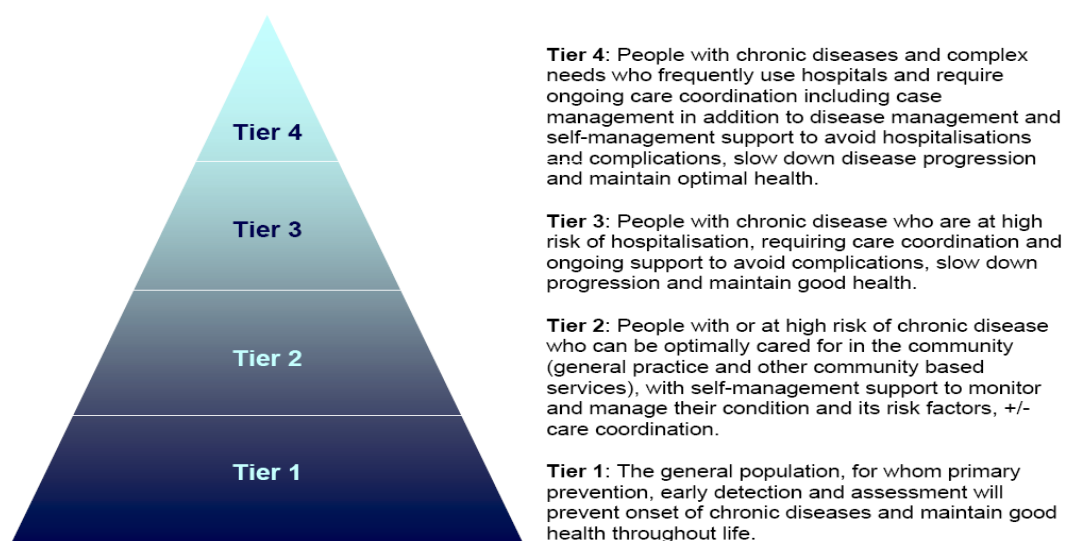 Tier 4
Tier 3
Tier 2
Tier 1
Tier 4: People with chronic diseases and complex
needs who frequently use hospitals and require
ongoing care coordination including case
management in addition to disease management and
self-management support to avoid hospitalisations
and complications, slow down disease progression
and maintain optimal health.
Tier 3: People with chronic disease who are at high
risk of hospitalisation, requiring care coordination and
ongoing support to avoid complications, slow down
progression and maintain good health.
Tier 2: People with or at high risk of chronic disease
who can be optimally cared for in the community
(general practice and other community based
services), with self-management support to monitor
and manage their condition and its risk factors, +/-
care coordination.
Tier 1: The general population, for whom primary
prevention, early detection and assessment will
prevent onset of chronic diseases and maintain good
health throughout life.